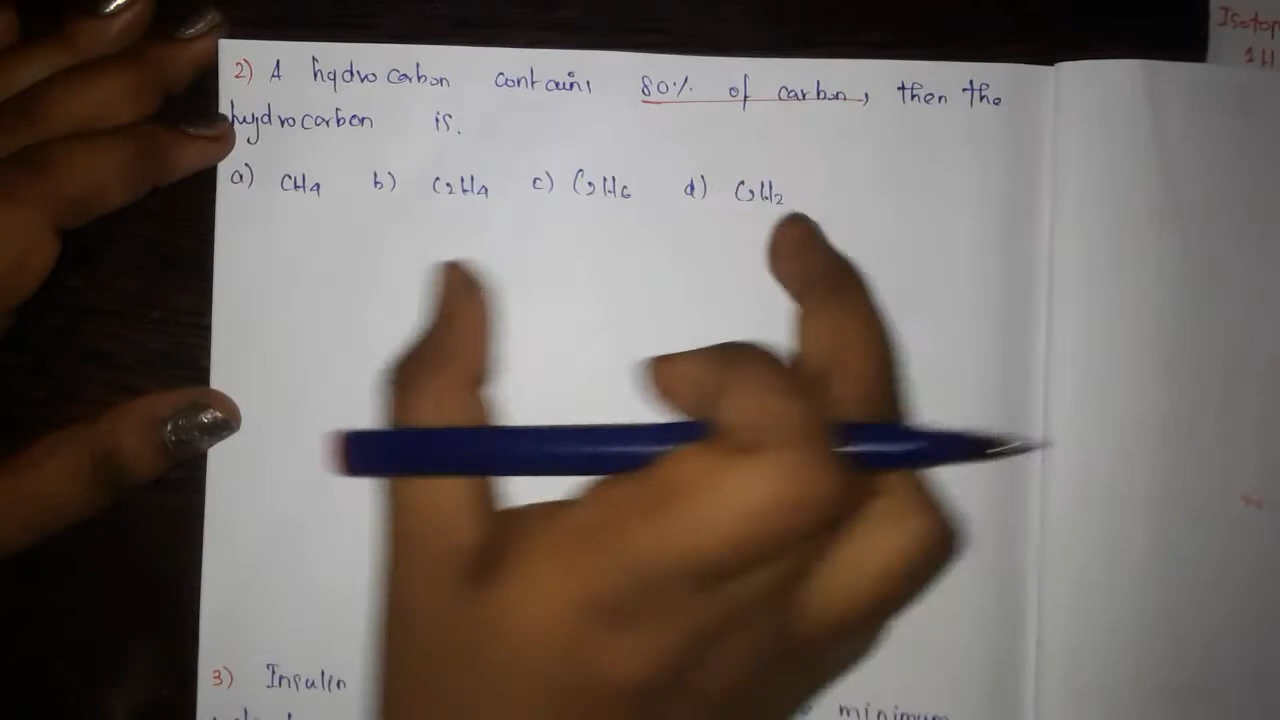 2) A hydrocarbon contains 80% of carbon, then the
hydrocarbon is.
a) CH4 b) C2H4 c) C2H6 d) C2H2
3) Insulin
minimum
Isotop